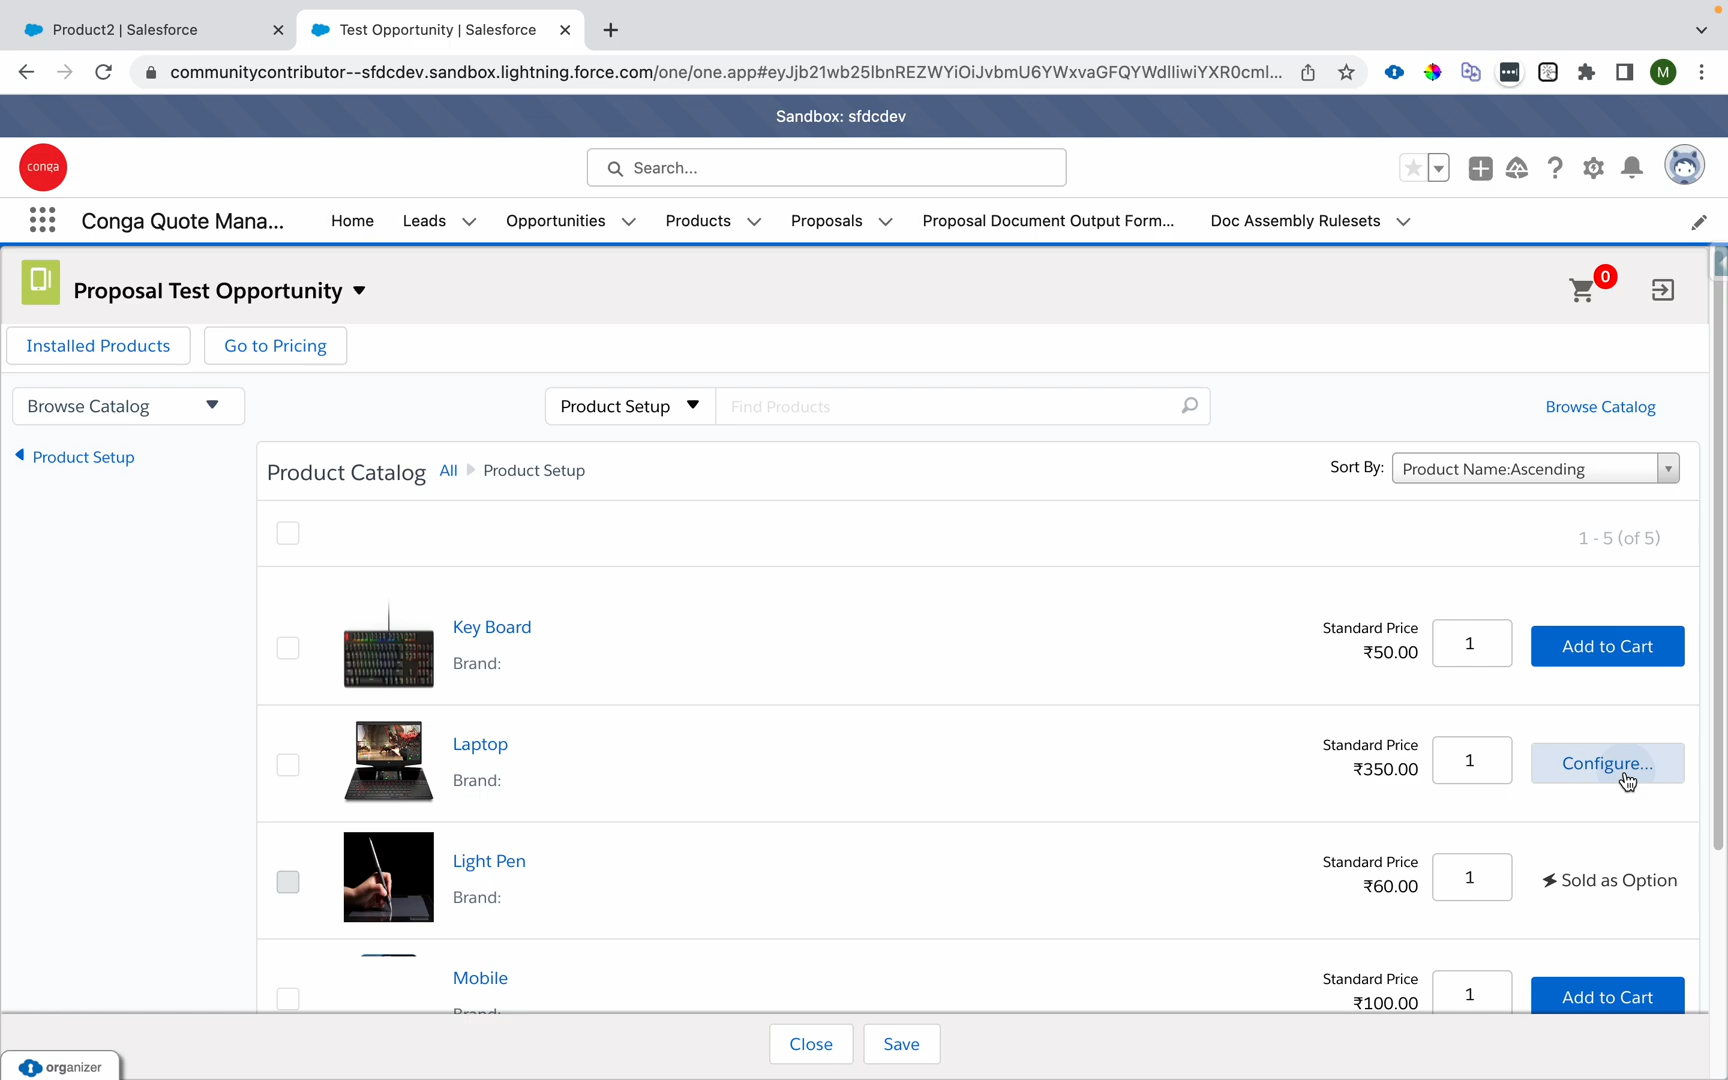 Product2 | Salesforce
Test Opportunity | Salesforce
communitycontributor--sfdcdev.sandbox.lightning.force.com/one/one.app#eyJjb21wb25lbnREZWYiOiJvbmU6YWxvaGFQYWdlIiwiYXR0cml...
M
Sandbox: sfdcdev
conga
Search...
Conga Quote Mana... Home Leads Opportunities Products Proposals Proposal Document Output Form... Doc Assembly Rulesets
Proposal Test Opportunity
0
Installed Products Go to Pricing
Browse Catalog Product Setup Find Products Browse Catalog
Product Setup
Product Catalog All Product Setup Sort By: Product Name:Ascending
1 - 5 (of 5)
Key Board
Brand:
Standard Price
₹50.00
1
Add to Cart
Laptop
Brand:
Standard Price
₹350.00
1
Configure...
Light Pen
Brand:
Standard Price
₹60.00
1
Sold as Option
Mobile
Brand:
Standard Price
₹100.00
1
Add to Cart
Close Save
organizer